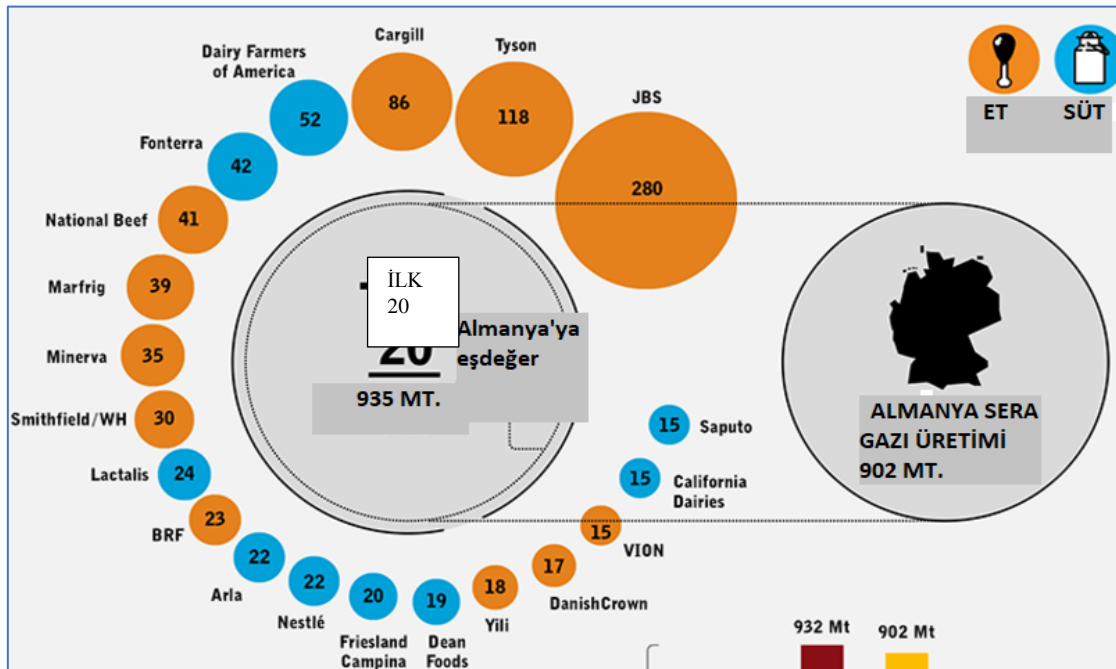 Cargill
86
Tyson
118
JBS
280
Dairy Farmers
of America
52
Fonterra
42
National Beef
41
Marfrig
39
Minerva
35
Smithfield/WH
30
Lactalis
24
BRF
23
Arla
22
Nestlé
22
Friesland
Campina
20
Dean
Foods
19
Yili
18
DanishCrown
17
VION
15
California
Dairies
15
Saputo
15
ET
SÜT
İLK
20
20
Almanya'ya
eşdeğer
935 MT.
ALMANYA SERA
GAZI ÜRETİMİ
902 MT.
932 Mt
902 Mt